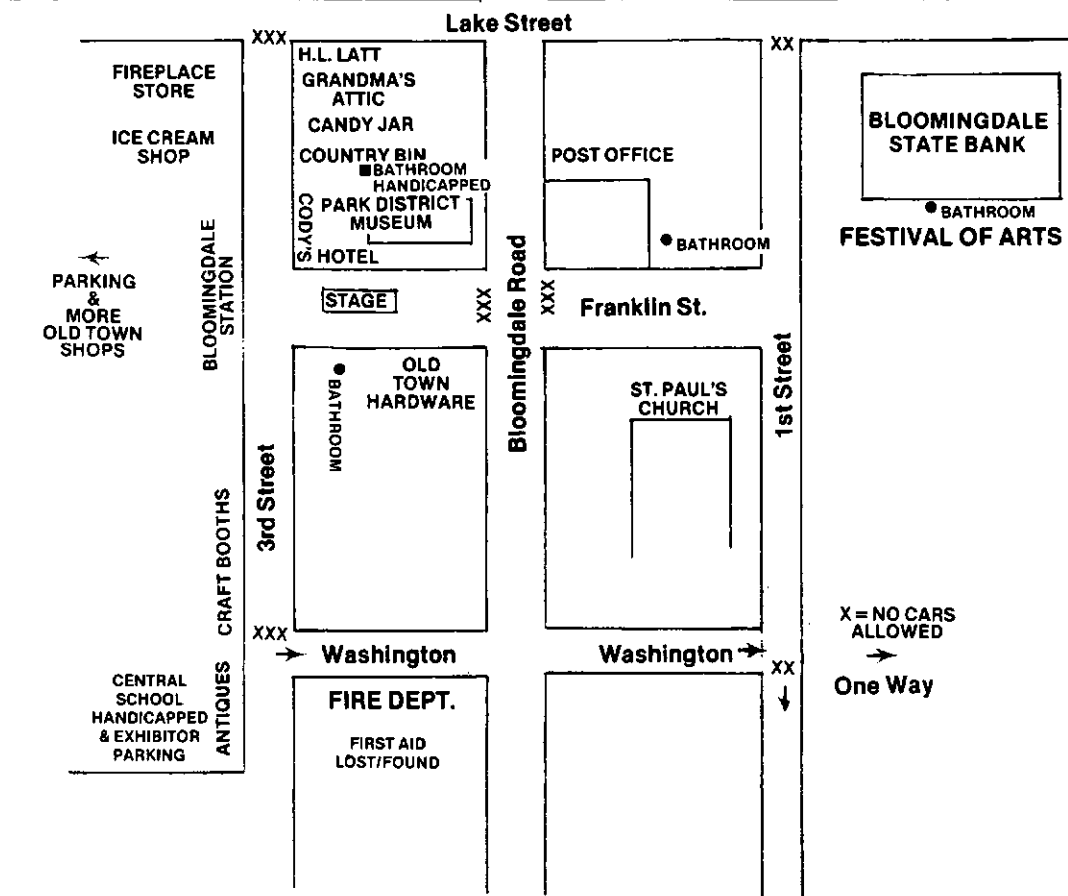 Lake Street
XXX
XX
H.L. LATT
GRANDMA'S
ATTIC
CANDY JAR
COUNTRY BIN
BATHROOM
HANDICAPPED
PARK DISTRICT
MUSEUM
CODY'S
HOTEL
FIREPLACE
STORE
ICE CREAM
SHOP
BLOOMINGDALE
STATION
←
PARKING
&
MORE
OLD TOWN
SHOPS
STAGE
XXX
XXX
Bloomingdale Road
POST OFFICE
BATHROOM
Franklin St.
BLOOMINGDALE
STATE BANK
BATHROOM
FESTIVAL OF ARTS
OLD
TOWN
HARDWARE
BATHROOM
ST. PAUL'S
CHURCH
1st Street
3rd Street
CRAFT BOOTHS
XXX
→ Washington
Washington →
XX
↓
X = NO CARS
ALLOWED
→
One Way
CENTRAL
SCHOOL
HANDICAPPED
& EXHIBITOR
PARKING
ANTIQUES
FIRE DEPT.
FIRST AID
LOST/FOUND